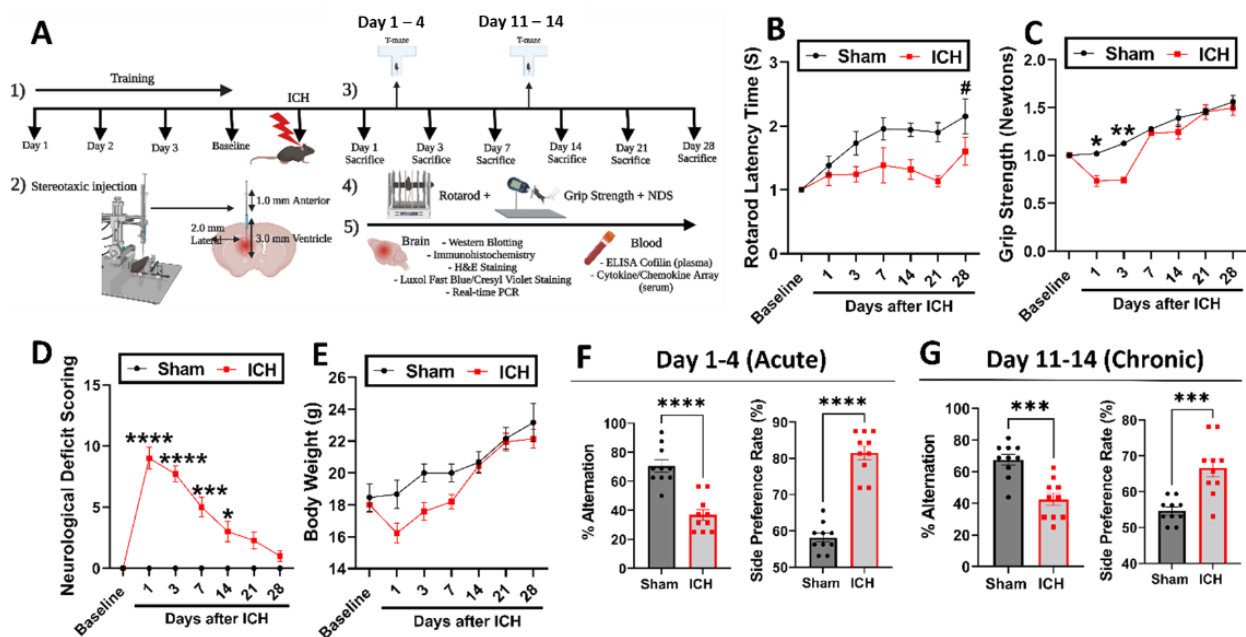 A
Day 1 – 4
T-maze
Day 11 – 14
T-maze
1)
Training
ICH
3)
Day 1
Day 2
Day 3
Baseline
Day 1
Sacrifice
Day 3
Sacrifice
Day 7
Sacrifice
Day 14
Sacrifice
Day 21
Sacrifice
Day 28
Sacrifice
2)
Stereotaxic injection
1.0 mm Anterior
2.0 mm
Lateral
3.0 mm Ventricle
4)
Rotarod +
Grip Strength + NDS
5)
Brain
- Western Blotting
- Immunohistochemistry
- H&E Staining
- Luxol Fast Blue/Cresyl Violet Staining
- Real-time PCR
Blood
- ELISA Cofilin (plasma)
- Cytokine/Chemokine Array
(serum)
B
Sham ICH
Rotarod Latency Time (S)
3
2
1
0
#
Baseline 1 3 7 14 21 28
Days after ICH
C
Sham ICH
Grip Strength (Newtons)
2.0
1.5
1.0
0.5
0.0
* **
Baseline 1 3 7 14 21 28
Days after ICH
D
Sham ICH
Neurological Deficit Scoring
15
10
5
0
**** **** *** *
Baseline 1 3 7 14 21 28
Days after ICH
E
Sham ICH
Body Weight (g)
26
24
22
20
18
16
14
Baseline 1 3 7 14 21 28
Days after ICH
F
Day 1-4 (Acute)
% Alternation
100
80
60
40
20
0
****
Sham ICH
Side Preference Rate (%)
100
90
80
70
60
50
****
Sham ICH
G
Day 11-14 (Chronic)
% Alternation
100
80
60
40
20
0
***
Sham ICH
Side Preference Rate (%)
90
80
70
60
50
40
***
Sham ICH